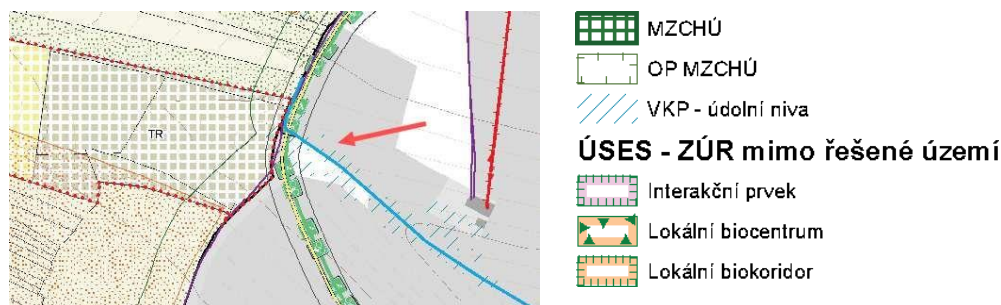 TR
MZCHÚ
OP MZCHÚ
VKP - údolní niva
ÚSES - ZÚR mimo řešené území
Interakční prvek
Lokální biocentrum
Lokální biokoridor